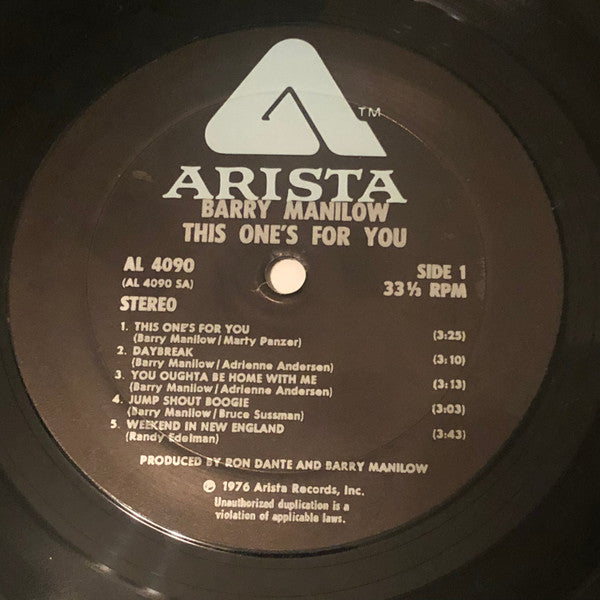 TM
ARISTA
BARRY MANILOW
THIS ONE'S FOR YOU
AL 4090
(AL 4090 SA)
STEREO
SIDE 1
33⅓ RPM
1. THIS ONE'S FOR YOU (3:25)
(Barry Manilow/Marty Panzer)
2. DAYBREAK (3:10)
(Barry Manilow/Adrienne Anderson)
3. YOU OUGHTA BE HOME WITH ME (3:13)
(Barry Manilow/Adrienne Anderson)
4. JUMP SHOUT BOOGIE (3:03)
(Barry Manilow/Bruce Sussman)
5. WEEKEND IN NEW ENGLAND (3:43)
(Randy Edelman)
PRODUCED BY RON DANTE AND BARRY MANILOW
℗ 1976 Arista Records, Inc.
Unauthorized duplication is a
violation of applicable laws.